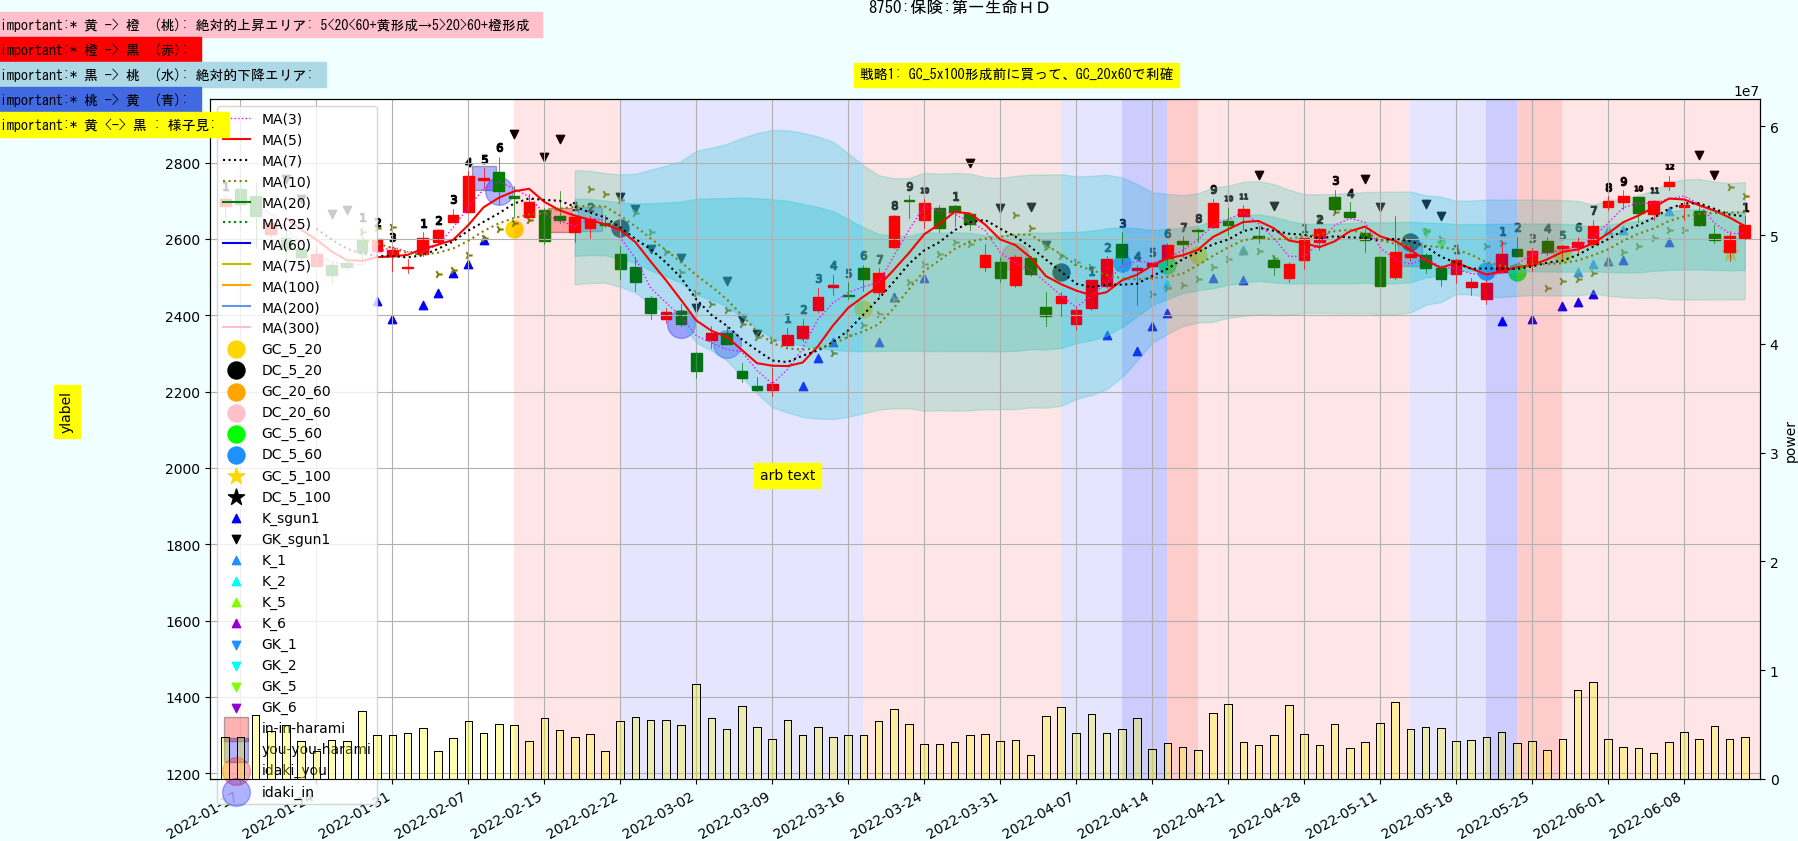 8750:保険:第一生命ＨＤ
important:* 黄 -> 橙 (桃): 絶対的上昇エリア: 5<20<60+黄形成→5>20>60+橙形成
important:* 橙 -> 黒 (赤):
important:* 黒 -> 桃 (水): 絶対的下降エリア:
important:* 桃 -> 黄 (青):
important:* 黄 <-> 黒 : 様子見:
戦略1: GC_5x100形成前に買って、GC_20x60で利確
1e7
MA(3)
MA(5)
MA(7)
MA(10)
MA(20)
MA(25)
MA(60)
MA(75)
MA(100)
MA(200)
MA(300)
GC_5_20
DC_5_20
GC_20_60
DC_20_60
GC_5_60
DC_5_60
GC_5_100
DC_5_100
K_sgun1
GK_sgun1
K_1
K_2
K_5
K_6
GK_1
GK_2
GK_5
GK_6
in-in-harami
you-you-harami
idaki_you
idaki_in
arb text
ylabel
power
2800
2600
2400
2200
2000
1800
1600
1400
1200
6
5
4
3
2
1
0
2022-01-17
2022-01-24
2022-01-31
2022-02-07
2022-02-15
2022-02-22
2022-03-02
2022-03-09
2022-03-16
2022-03-24
2022-03-31
2022-04-07
2022-04-14
2022-04-21
2022-04-28
2022-05-11
2022-05-18
2022-05-25
2022-06-01
2022-06-08